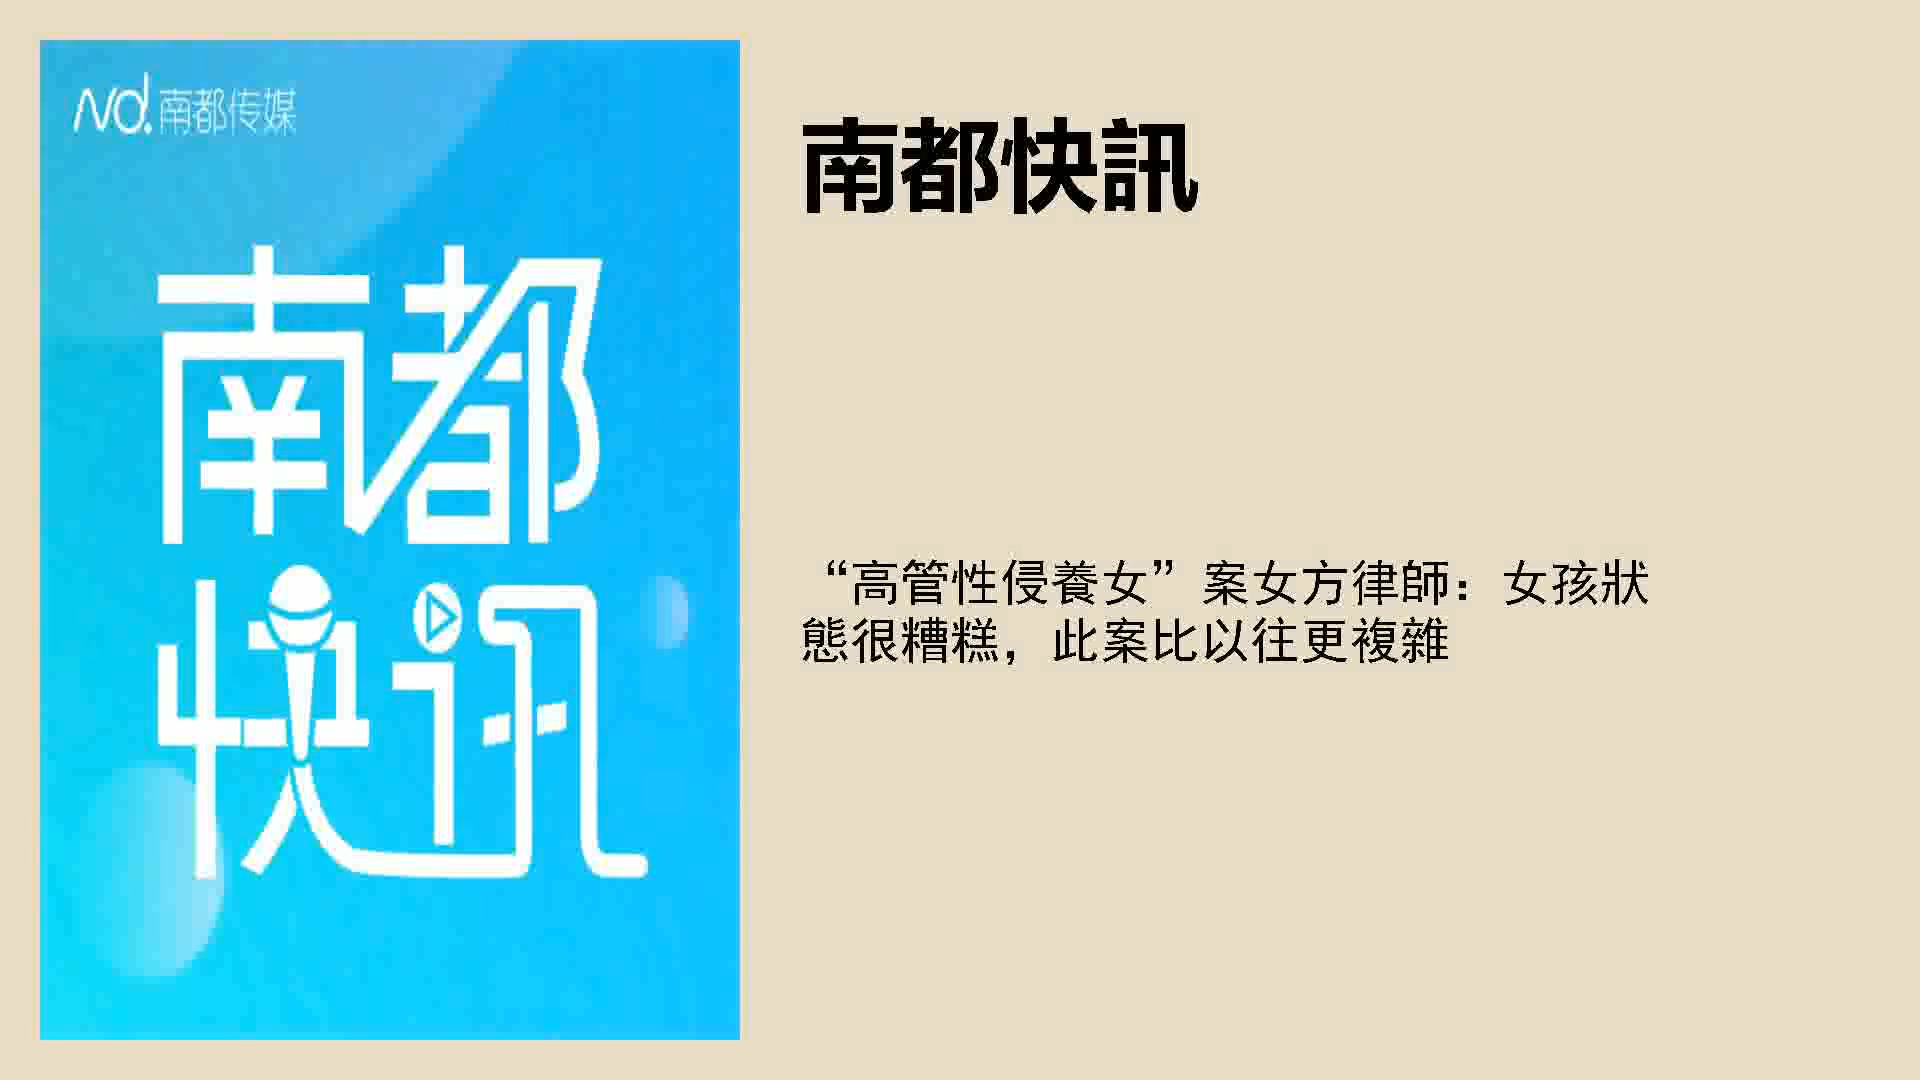 Nd.南都传媒
南都
快讯
南都快訊
“高管性侵養女”案女方律師：女孩狀
態很糟糕，此案比以往更複雜